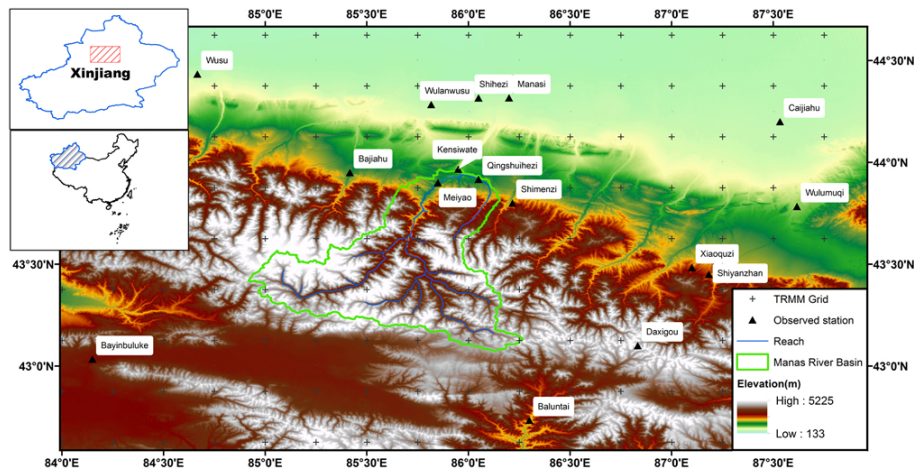 85°0'E 85°30'E 86°0'E 86°30'E 87°0'E 87°30'E
Xinjiang
Wusu
44°30'N
Wulanwusu
Shihezi
Manasi
Caijiahu
Kensiwate
44°0'N
Bajiahu
Qingshuihezi
Meiyao
Shimenzi
Wulumuqi
43°30'N
43°30'N
Xiaoquzi
Shiyanzhan
TRMM Grid
Observed station
Reach
Manas River Basin
Elevation(m)
High : 5225
Low : 133
Daxigou
43°0'N
43°0'N
Bayinbuluke
Baluntai
84°0'E 84°30'E 85°0'E 85°30'E 86°0'E 86°30'E 87°0'E 87°30'E